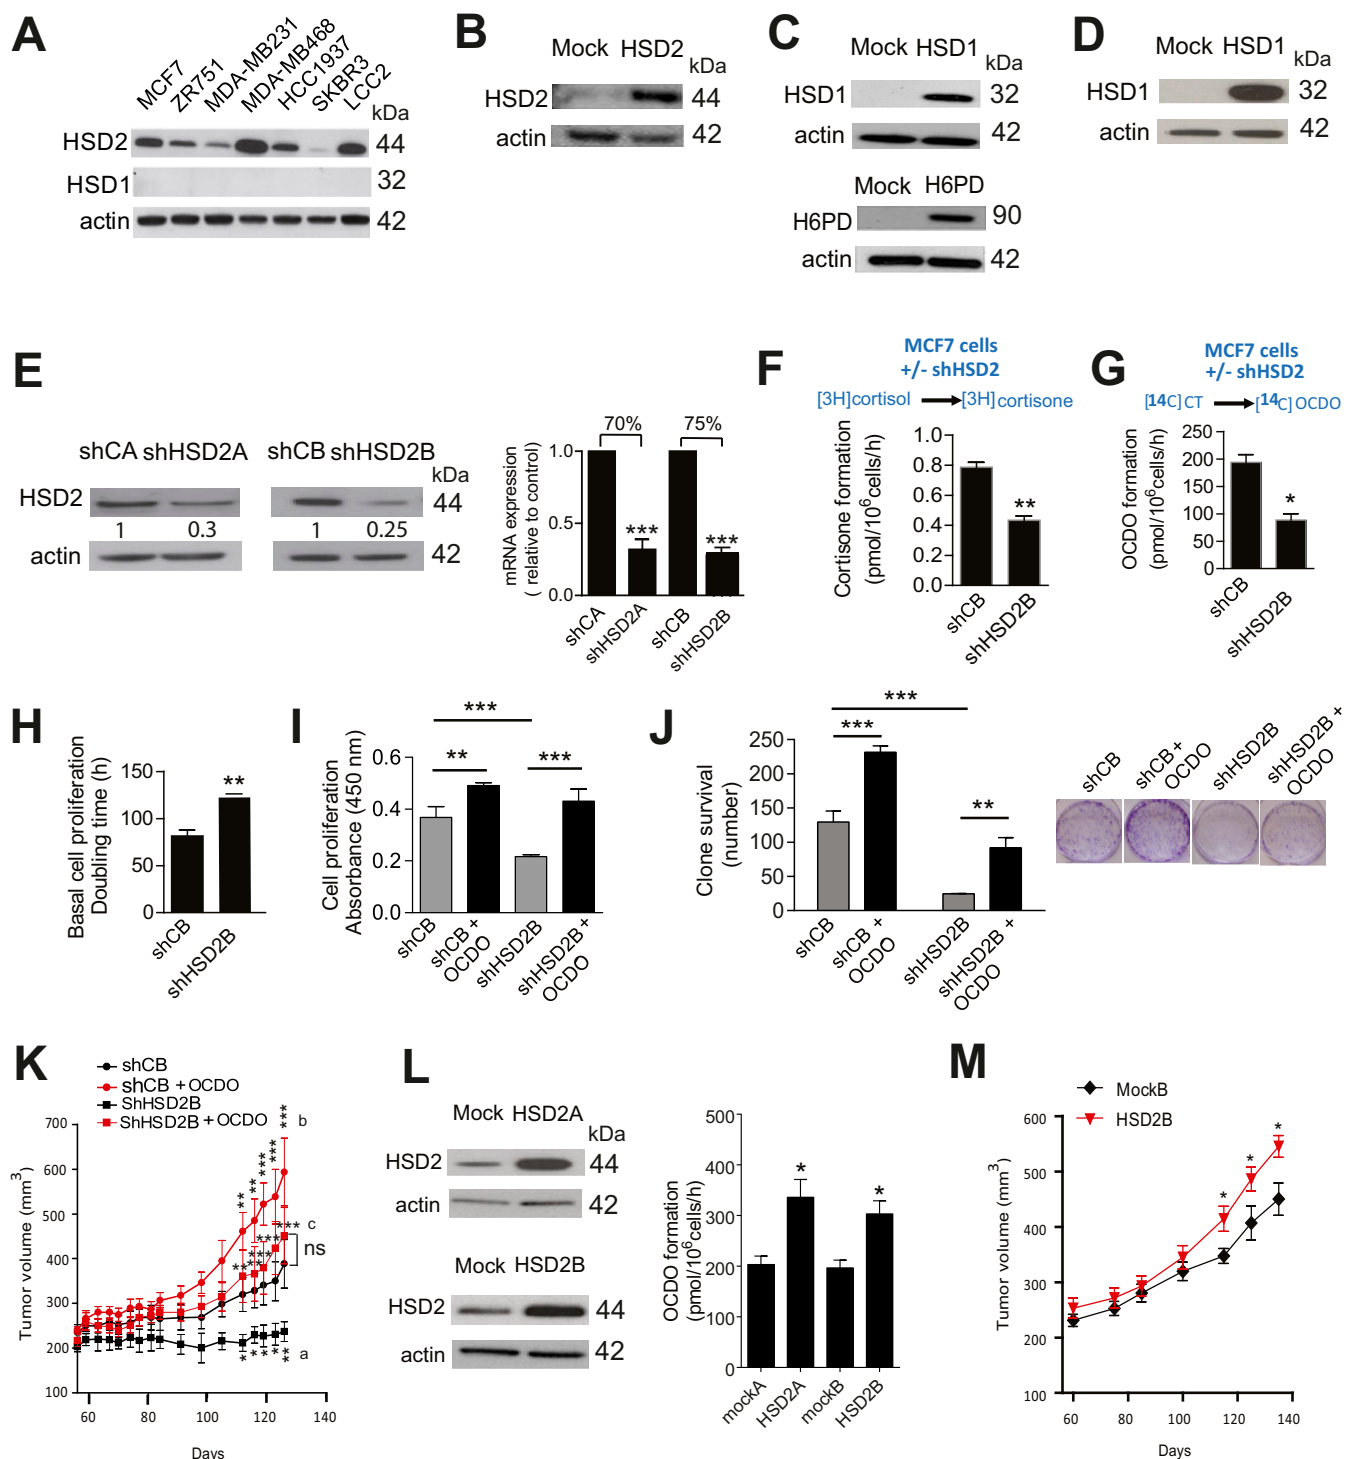 A
MCF7
ZR751
MDA-MB231
MDA-MB468
HCC1937
SKBR3
LCC2
kDa
HSD2
44
HSD1
32
actin
42
B
Mock HSD2
kDa
HSD2
44
actin
42
C
Mock HSD1
kDa
HSD1
32
actin
42
Mock H6PD
H6PD
90
actin
42
D
Mock HSD1
kDa
HSD1
32
actin
42
E
shCA shHSD2A
shCB shHSD2B
kDa
HSD2
44
1 0.3
1 0.25
actin
42
mRNA expression
( relative to control)
1.0
0.5
0.0
70%
75%
***
***
shCA
shHSD2A
shCB
shHSD2B
F
MCF7 cells
+/- shHSD2
[3H]cortisol
[3H]cortisone
Cortisone formation
(pmol/10⁶cells/h)
1.0
0.8
0.6
0.4
0.2
0.0
**
shCB
shHSD2B
G
MCF7 cells
+/- shHSD2
[14C]CT
[14C]OCDO
OCDO formation
(pmol/10⁶cells/h)
250
200
150
100
50
0
*
shCB
shHSD2B
H
Basal cell proliferation
Doubling time (h)
150
100
50
0
**
shCB
shHSD2B
I
Cell proliferation
Absorbance (450 nm)
0.6
0.4
0.2
0.0
***
**
***
shCB
shCB +
OCDO
shHSD2B
shHSD2B +
OCDO
J
Clone survival
(number)
250
200
150
100
50
0
***
***
**
shCB
shCB +
OCDO
shHSD2B
shHSD2B +
OCDO
shCB
shCB +
OCDO
shHSD2B
shHSD2B +
OCDO
K
shCB
shCB + OCDO
ShHSD2B
ShHSD2B + OCDO
Tumor volume (mm³)
700
600
500
400
300
200
100
**
**
***
***
***
b
**
***
***
***
c
ns
*
*
*
*
**
a
60
80
100
120
140
Days
L
Mock HSD2A
kDa
HSD2
44
actin
42
Mock HSD2B
HSD2
44
actin
42
OCDO formation
(pmol/10⁶cells/h)
500
400
300
200
100
0
*
*
mockA
HSD2A
mockB
HSD2B
M
MockB
HSD2B
Tumor volume (mm³)
600
500
400
300
200
100
*
*
*
60
80
100
120
140
Days